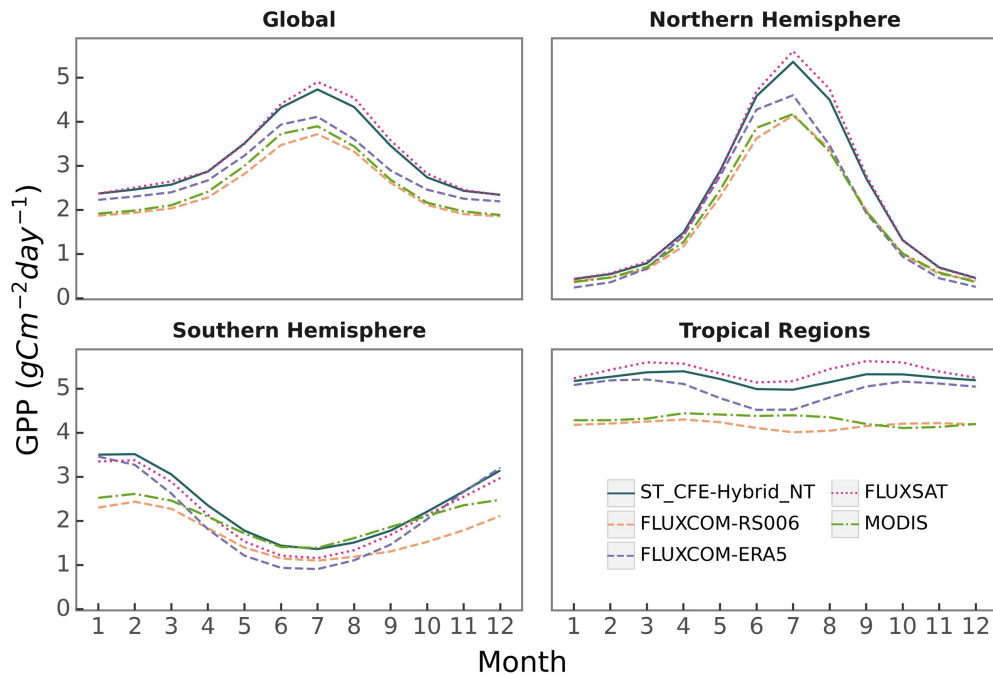 Global
Northern Hemisphere
5
4
3
2
1
0
GPP (gCm⁻²day⁻¹)
Southern Hemisphere
Tropical Regions
5
4
3
2
1
0
ST_CFE-Hybrid_NT
FLUXCOM-RS006
FLUXCOM-ERA5
FLUXSAT
MODIS
1 2 3 4 5 6 7 8 9 10 11 12
1 2 3 4 5 6 7 8 9 10 11 12
Month